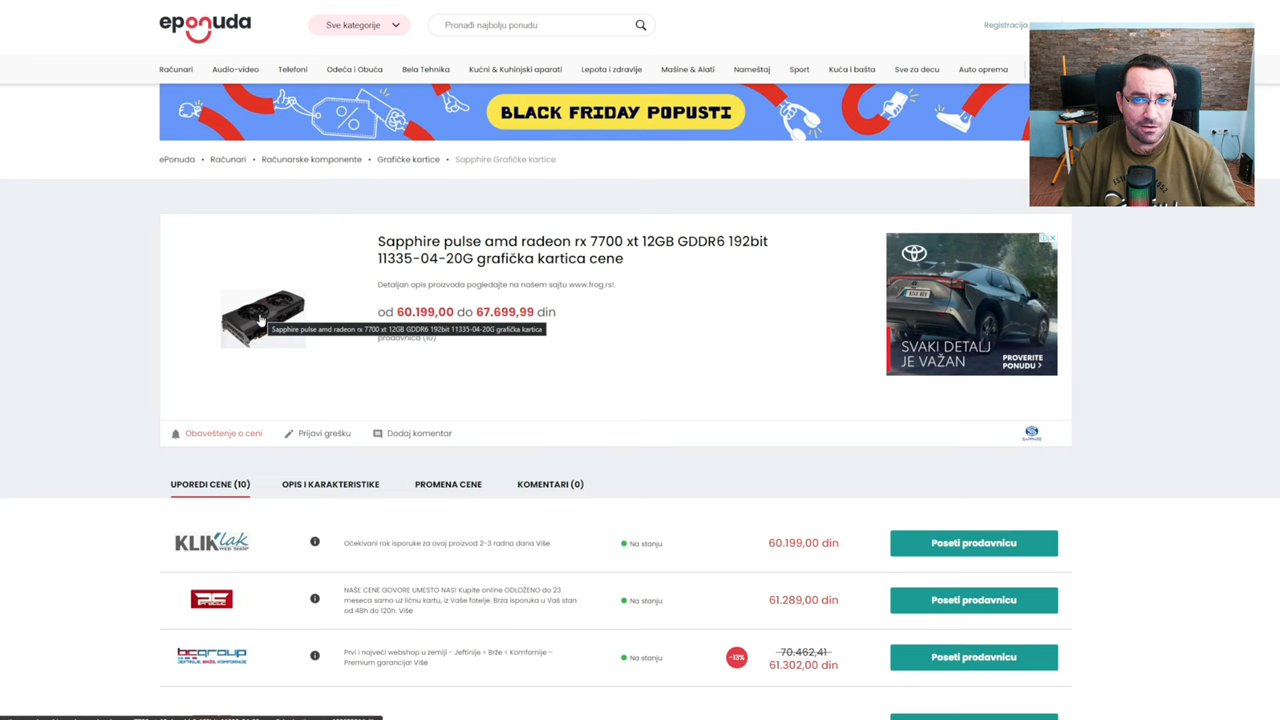 eponuda
Sve kategorije
Pronađi najbolju ponudu
Registracija
Računari
Audio-video
Telefoni
Odeća i Obuća
Bela Tehnika
Kućni & Kuhinjski aparati
Lepota i zdravlje
Mašine & Alati
Nameštaj
Sport
Kuća i bašta
Sve za decu
Auto oprema
BLACK FRIDAY POPUSTI
ePonuda • Računari • Računarske komponente • Grafičke kartice • Sapphire Grafičke kartice
Sapphire pulse amd radeon rx 7700 xt 12GB GDDR6 192bit
11335-04-20G grafička kartica cene
Detaljan opis proizvoda pogledajte na našem sajtu www.frog.rs!.
od 60.199,00 do 67.699,99 din
Sapphire pulse amd radeon rx 7700 xt 12GB GDDR6 192bit 11335-04-20G grafička kartica
prodavnica (10)
TOYOTA
SVAKI DETALJ
JE VAŽAN
PROVERITE
PONUDU >
Obaveštenje o ceni
Prijavi grešku
Dodaj komentar
SAPPHIRE
UPOREDI CENE (10)
OPIS I KARAKTERISTIKE
PROMENA CENE
KOMENTARI (0)
KLIKlak
WEB SHOP
Očekivani rok isporuke za ovaj proizvod 2-3 radna dana Više
Na stanju
60.199,00 din
Poseti prodavnicu
NAŠE CENE GOVORE UMESTO NAS! Kupite online ODLOŽENO do 23
meseca samo uz ličnu kartu, iz Vaše fotelje. Brza isporuka u Vaš stan
od 48h do 120h. Više
Na stanju
61.289,00 din
Poseti prodavnicu
bcgroup
JEFTINIJE, BRŽE, KOMFORNIJE
Prvi i najveći webshop u zemlji - Jeftinije < Brže < Komfornije –
Premium garancija! Više
Na stanju
-13%
70.462,41
61.302,00 din
Poseti prodavnicu